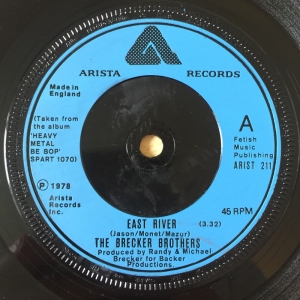 ARISTA RECORDS
Made in
England
(Taken from
the album
'HEAVY
METAL
BE BOP'
SPART 1070)
A
Fetish
Music
Publishing
ARIST 211
Ⓟ 1978
Arista
Records
Inc.
45 RPM
EAST RIVER (3.32)
(Jason/Monet/Mazur)
THE BRECKER BROTHERS
Produced by Randy & Michael
Brecker for Backer
Productions.